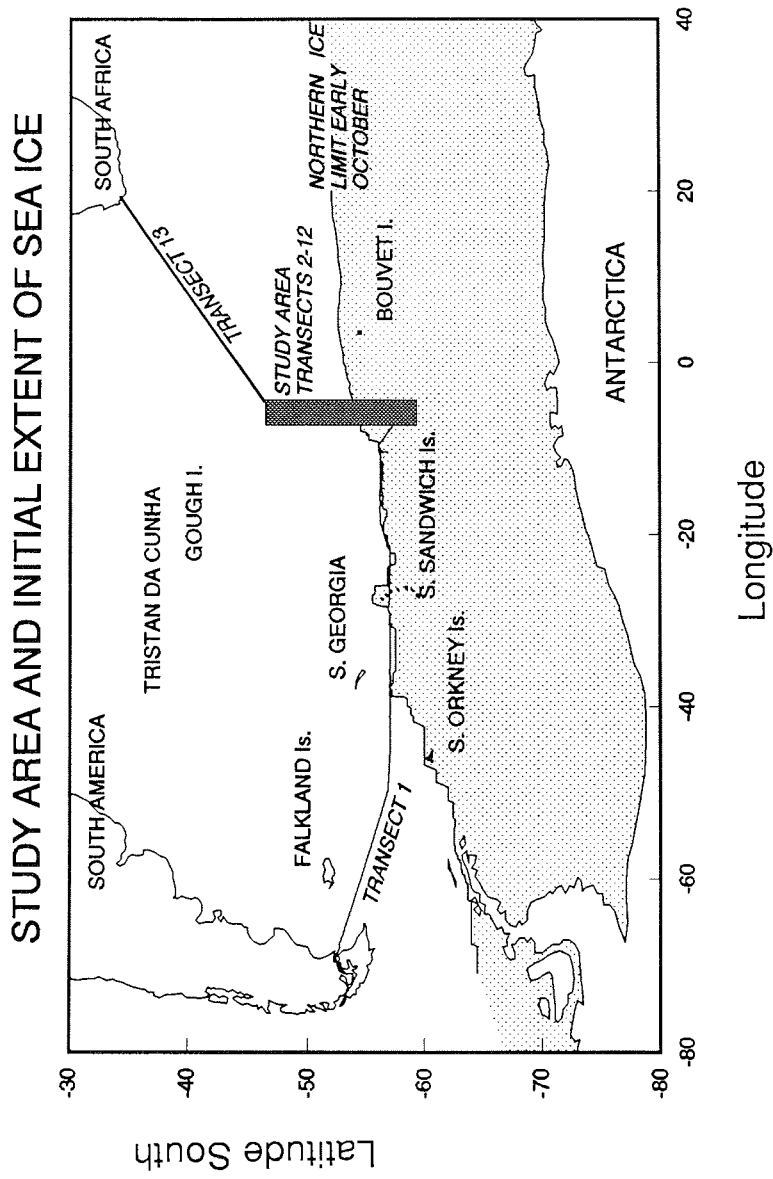 STUDY AREA AND INITIAL EXTENT OF SEA ICE
SOUTH AMERICA
TRISTAN DA CUNHA
GOUGH I.
SOUTH AFRICA
TRANSECT 13
FALKLAND Is.
S. GEORGIA
STUDY AREA
TRANSECTS 2-12
NORTHERN ICE
LIMIT EARLY
OCTOBER
TRANSECT 1
S. ORKNEY Is.
S. SANDWICH Is.
BOUVET I.
ANTARCTICA
-30
-40
-50
-60
-70
-80
Latitude South
-80
-60
-40
-20
0
20
40
Longitude